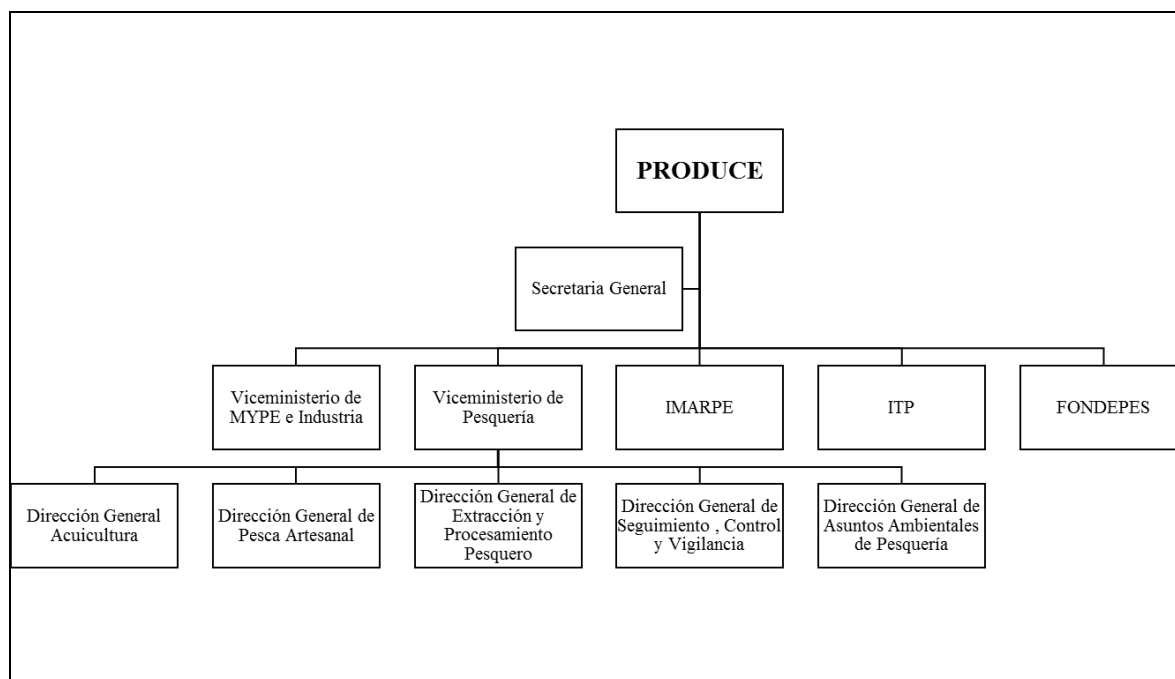 PRODUCE
Secretaria General
Viceministerio de
MYPE e Industria
Viceministerio de
Pesquería
IMARPE
ITP
FONDEPES
Dirección General
Acuicultura
Dirección General de
Pesca Artesanal
Dirección General de
Extracción y
Procesamiento
Pesquero
Dirección General de
Seguimiento , Control
y Vigilancia
Dirección General de
Asuntos Ambientales
de Pesquería